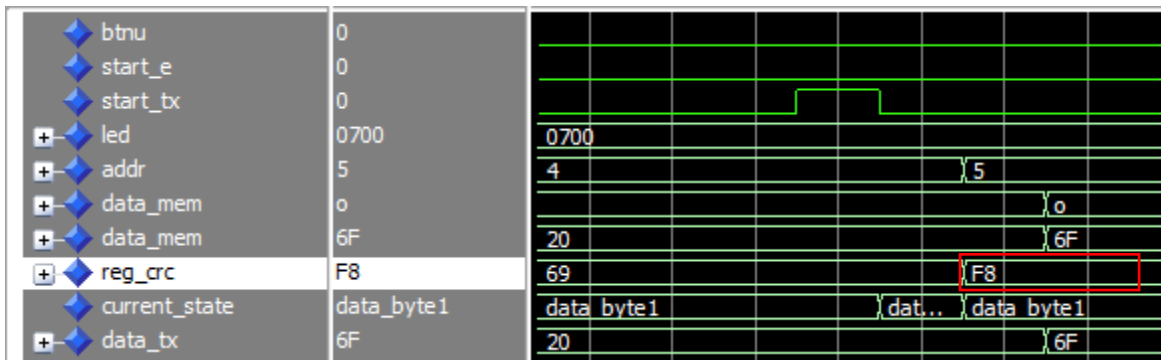 btnu 0
start_e 0
start_tx 0
led 0700 0700
addr 5 4 5
data_mem o o
data_mem 6F 20 6F
reg_crc F8 69 F8
current_state data_byte1 data_byte1 dat... data_byte1
data_tx 6F 20 6F